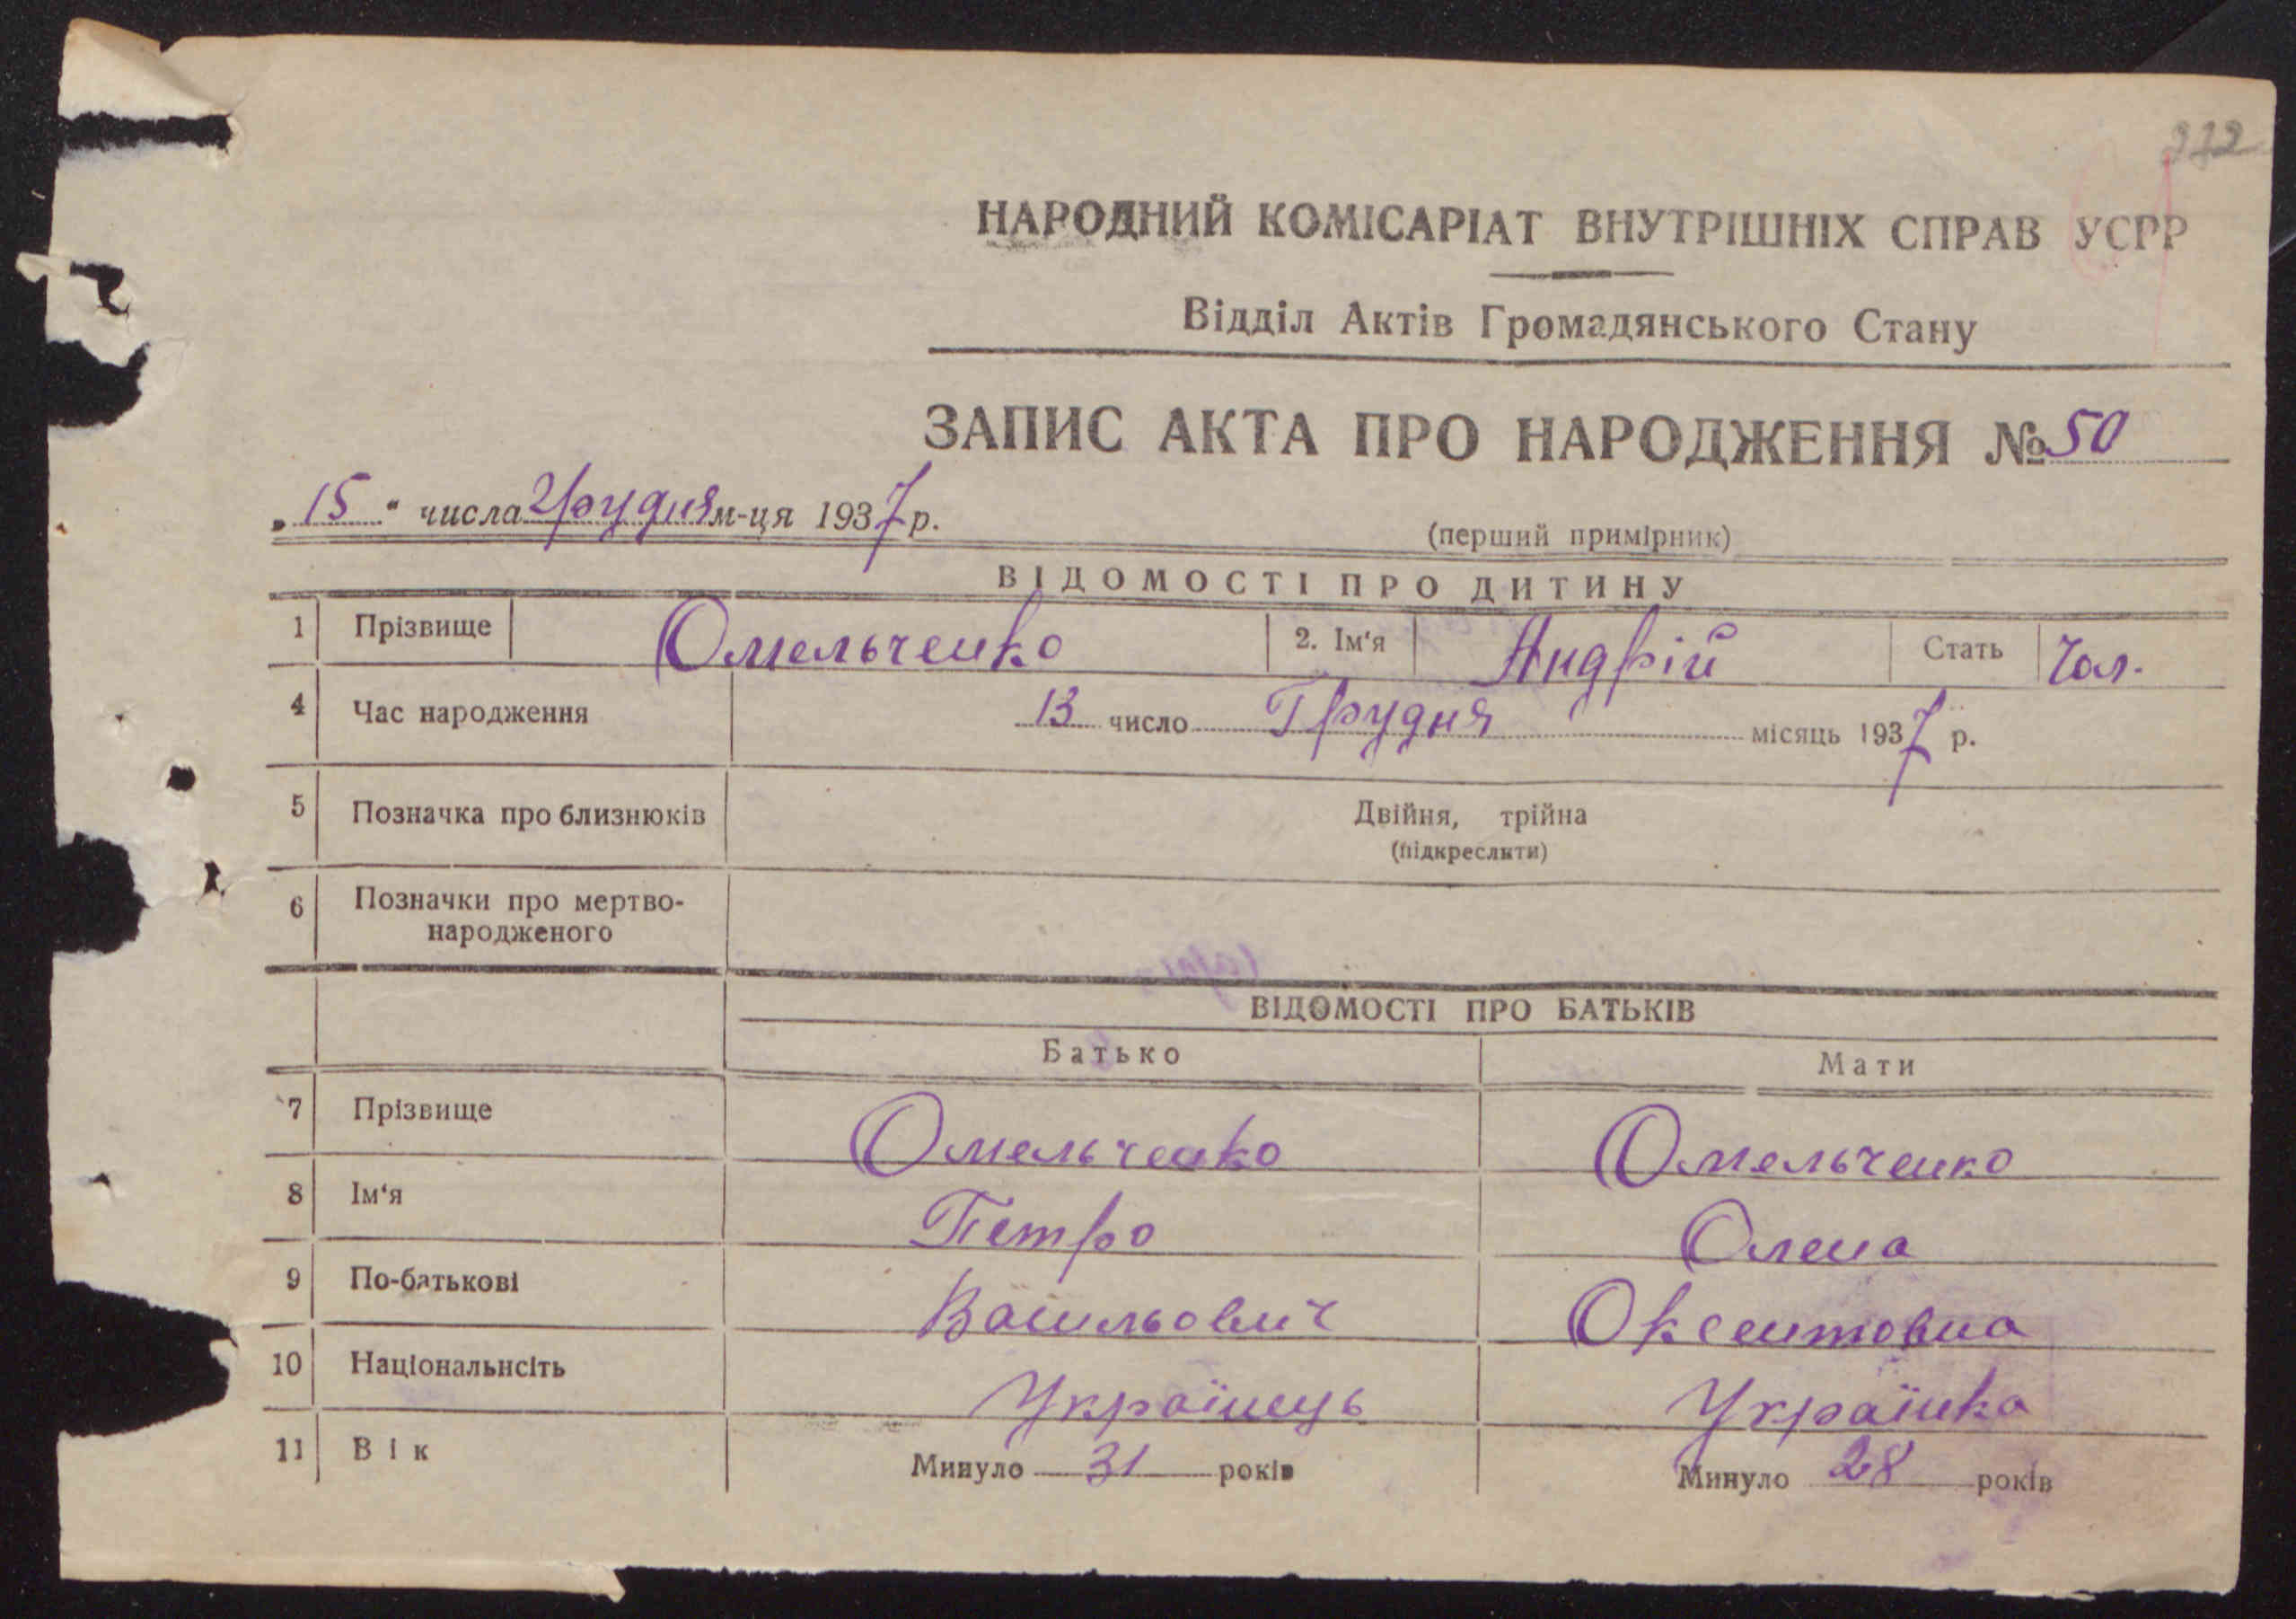 272
НАРОДНИЙ КОМІСАРІАТ ВНУТРІШНІХ СПРАВ УСРР
Відділ Актів Громадянського Стану
ЗАПИС АКТА ПРО НАРОДЖЕННЯ № 50
„15“ числа Грудня м-ця 1937 р.
(перший примірник)
ВІДОМОСТІ ПРО ДИТИНУ
1 Прізвище Омельченко 2. Ім‘я Андрій Стать Чол.
4 Час народження 13 число Грудня місяць 1937 р.
5 Позначка про близнюків Двійня, трійна
(підкреслити)
6 Позначки про мертво-
народженого
ВІДОМОСТІ ПРО БАТЬКІВ
Батько Мати
7 Прізвище Омельченко Омельченко
8 Ім‘я Петро Олена
9 По-батькові Васильович Оксентовна
10 Національнсіть Українець Українка
11 Вік Минуло 31 років Минуло 28 років